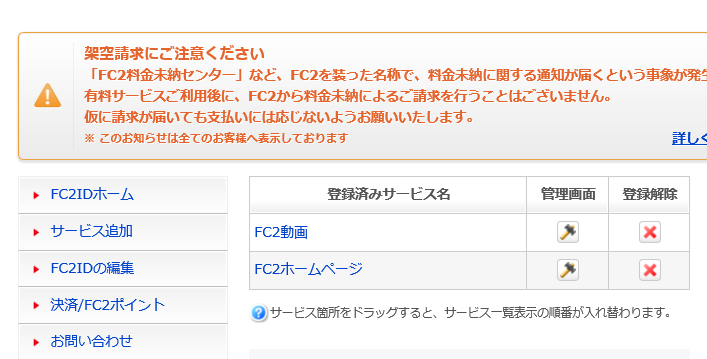 架空請求にご注意ください
「FC2料金未納センター」など、FC2を装った名称で、料金未納に関する通知が届くという事象が発生
有料サービスご利用後に、FC2から料金未納によるご請求を行うことはございません。
仮に請求が届いても支払いには応じないようお願いいたします。
※ このお知らせは全てのお客様へ表示しております
詳しく
FC2IDホーム
サービス追加
FC2IDの編集
決済/FC2ポイント
お問い合わせ
登録済みサービス名 管理画面 登録解除
FC2動画
FC2ホームページ
サービス箇所をドラッグすると、サービス一覧表示の順番が入れ替わります。